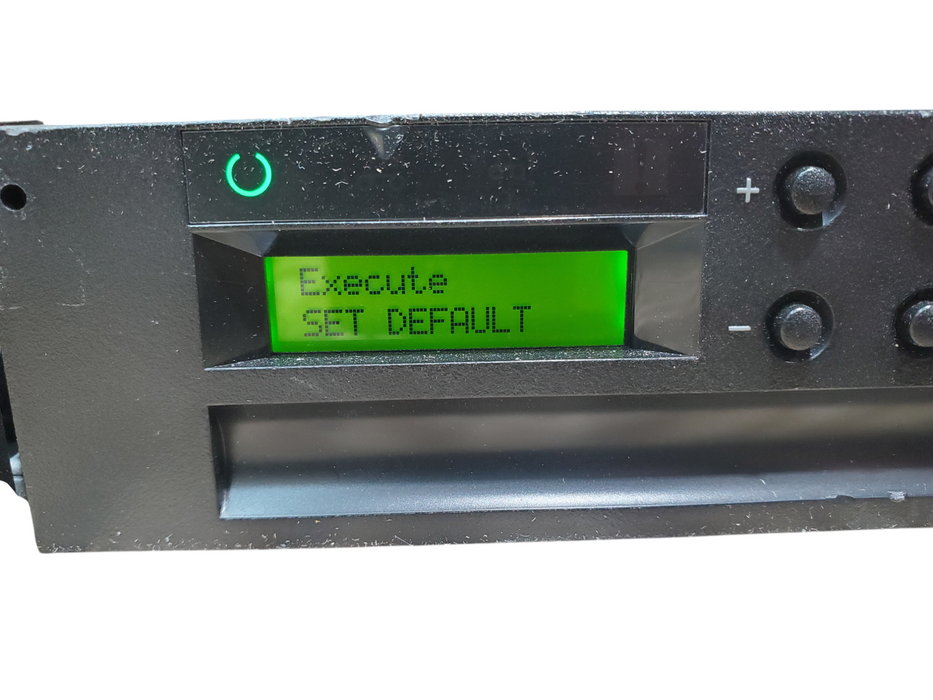 Execute
SET DEFAULT
+
−